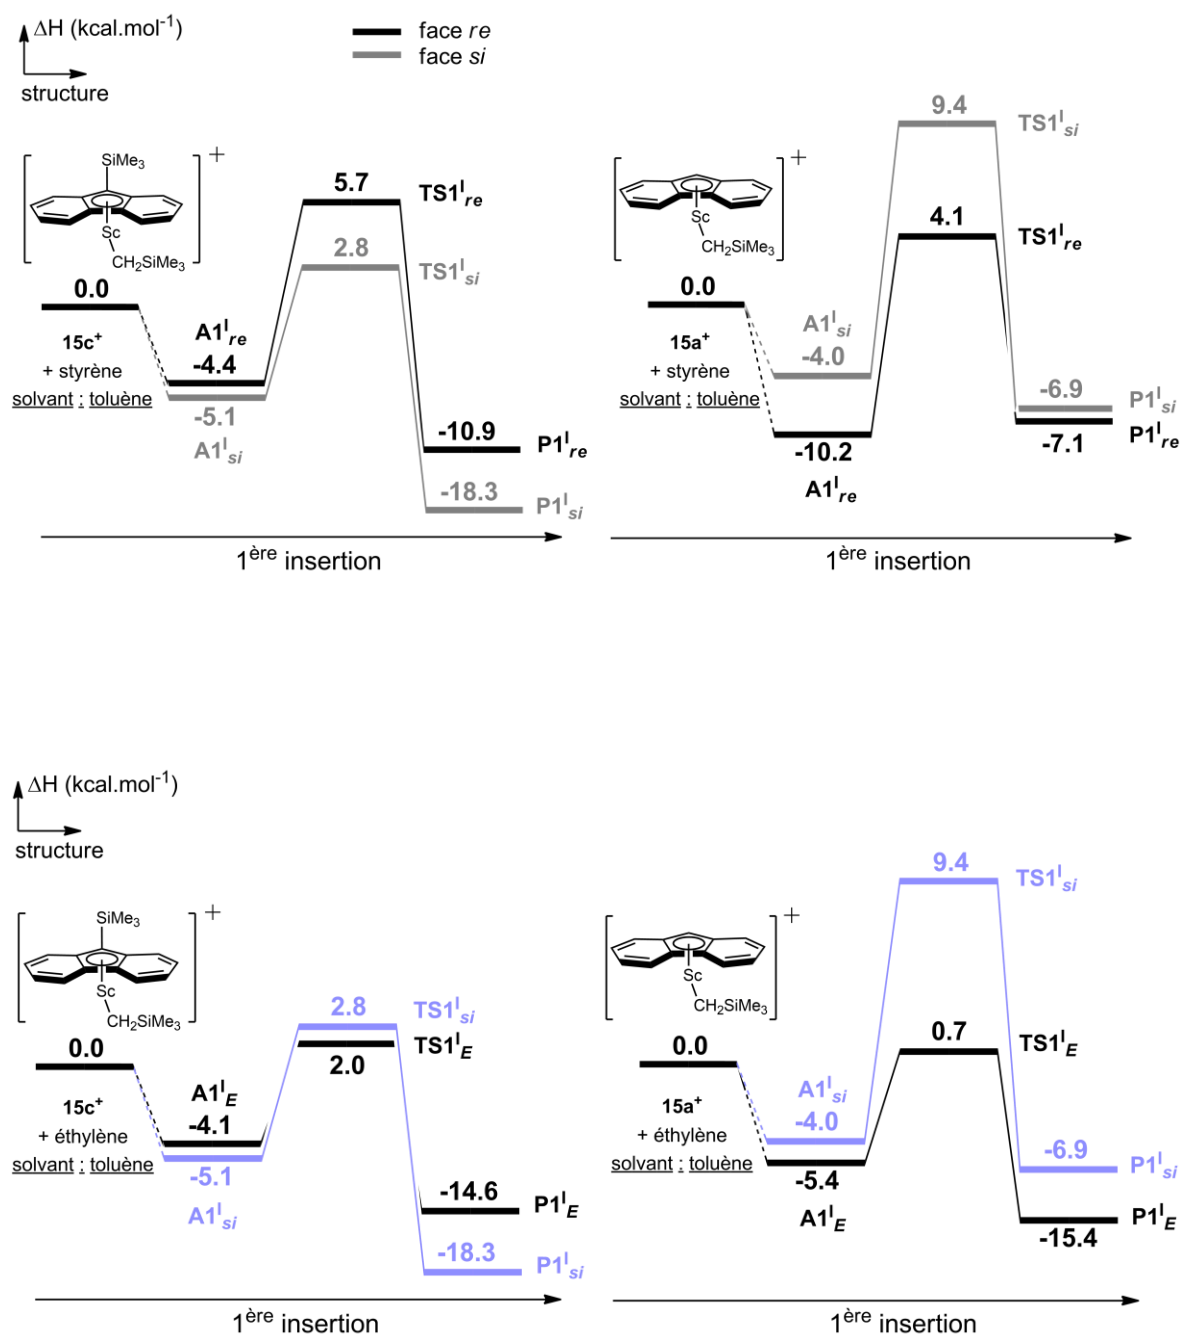 ΔH (kcal.mol⁻¹)
structure
face re
face si
[SiMe₃
Sc
CH₂SiMe₃]⁺
0.0
15c⁺
+ styrène
solvant : toluène
A1ᴵre
-4.4
-5.1
A1ᴵsi
5.7
TS1ᴵre
2.8
TS1ᴵsi
-10.9
P1ᴵre
-18.3
P1ᴵsi
1ère insertion
[Sc
CH₂SiMe₃]⁺
0.0
15a⁺
+ styrène
solvant : toluène
A1ᴵsi
-4.0
-10.2
A1ᴵre
9.4
TS1ᴵsi
4.1
TS1ᴵre
-6.9
P1ᴵsi
-7.1
P1ᴵre
1ère insertion
ΔH (kcal.mol⁻¹)
structure
[SiMe₃
Sc
CH₂SiMe₃]⁺
0.0
15c⁺
+ éthylène
solvant : toluène
A1ᴵE
-4.1
-5.1
A1ᴵsi
2.8
TS1ᴵsi
2.0
TS1ᴵE
-14.6
P1ᴵE
-18.3
P1ᴵsi
1ère insertion
[Sc
CH₂SiMe₃]⁺
0.0
15a⁺
+ éthylène
solvant : toluène
A1ᴵsi
-4.0
-5.4
A1ᴵE
9.4
TS1ᴵsi
0.7
TS1ᴵE
-6.9
P1ᴵsi
-15.4
P1ᴵE
1ère insertion